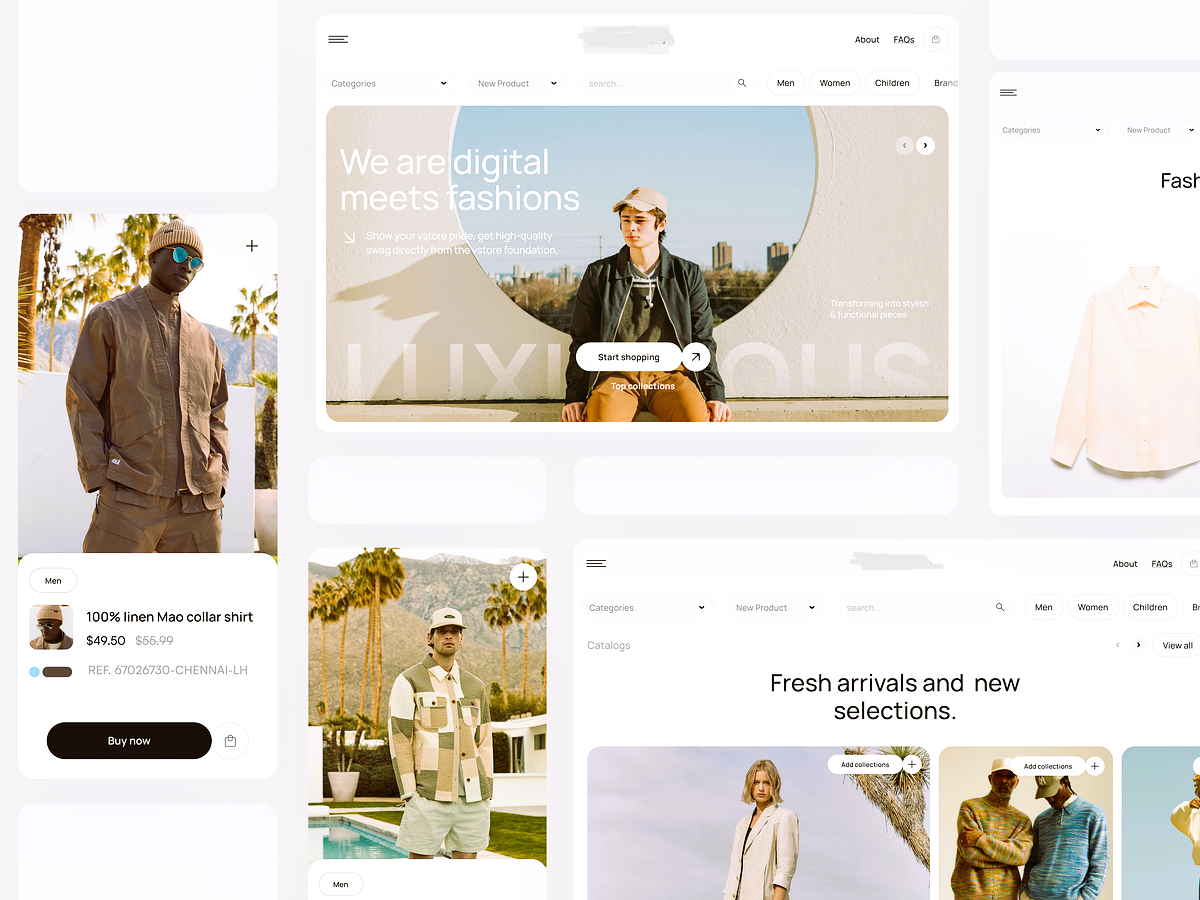 About
FAQs
Categories
New Product
search...
Men
Women
Children
Brand
We are digital
meets fashions
Show your vstore pride, get high-quality
swag directly from the vstore foundation.
Transforming into stylish
& functional pieces
Start shopping
Top collections
Categories
New Product
Fash
Men
100% linen Mao collar shirt
$49.50 $55.99
REF. 67026730-CHENNAI-LH
Buy now
Men
About
FAQs
Categories
New Product
search...
Men
Women
Children
Br
Catalogs
View all
Fresh arrivals and new
selections.
Add collections
Add collections